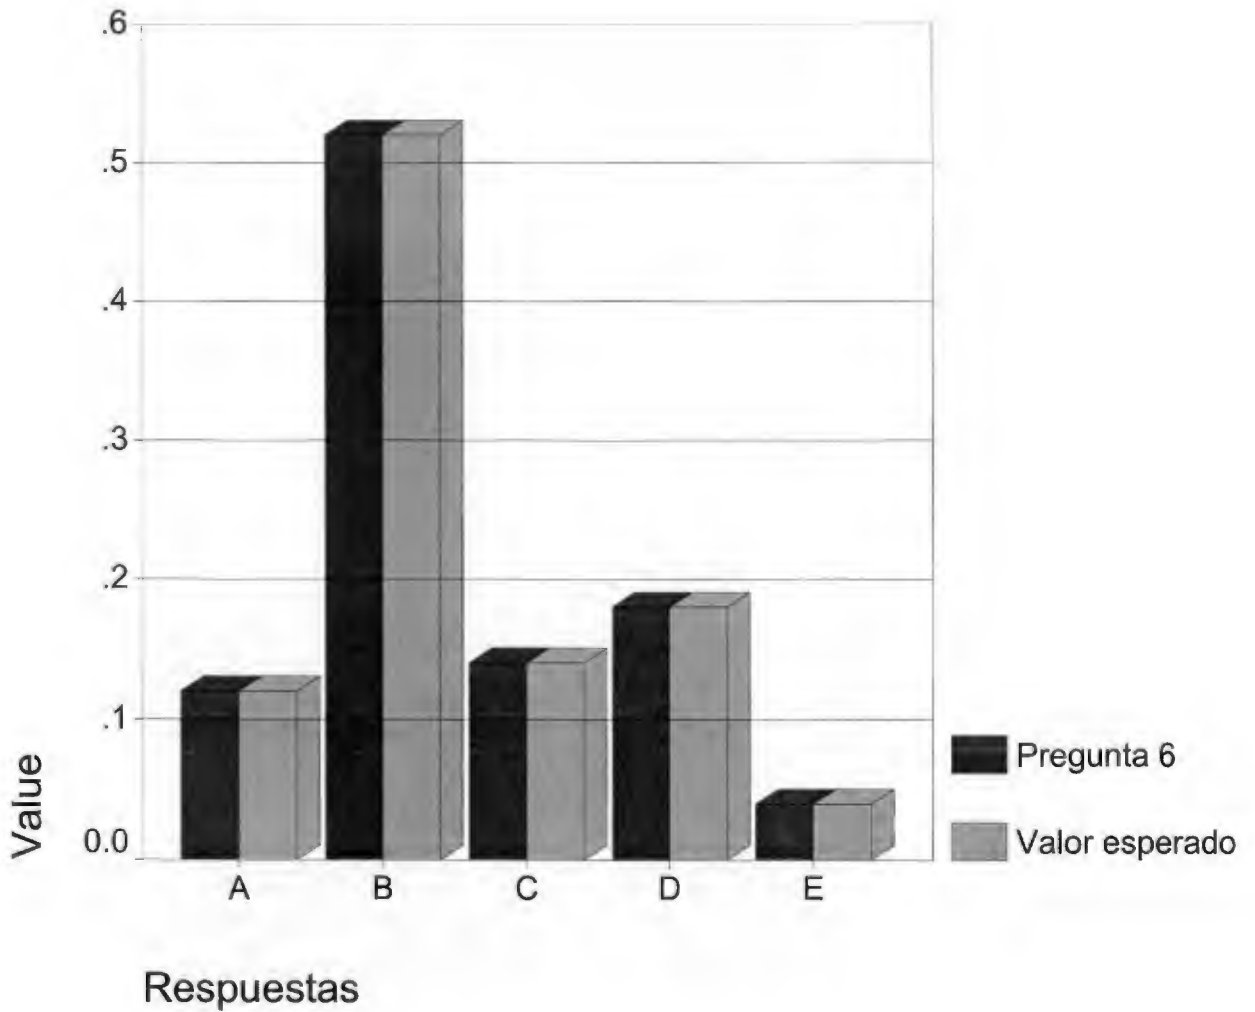 .6
.5
.4
.3
.2
.1
0.0
Value
A B C D E
Respuestas
Pregunta 6
Valor esperado